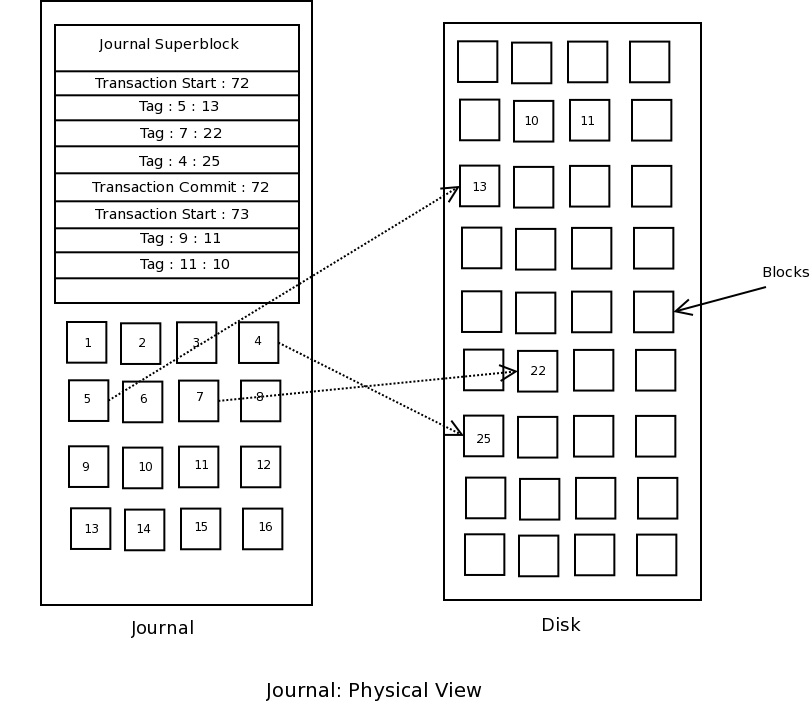 Journal Superblock
Transaction Start : 72
Tag : 5 : 13
Tag : 7 : 22
Tag : 4 : 25
Transaction Commit : 72
Transaction Start : 73
Tag : 9 : 11
Tag : 11 : 10
1 2 3 4
5 6 7 8
9 10 11 12
13 14 15 16
Journal
10 11
13
Blocks
22
25
Disk
Journal: Physical View